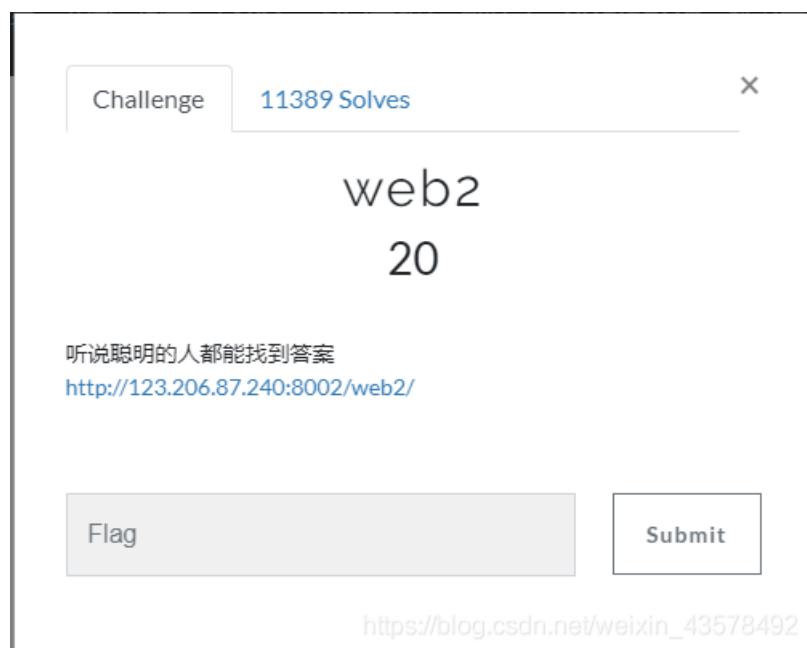 Challenge
11389 Solves
×
web2
20
听说聪明的人都能找到答案
http://123.206.87.240:8002/web2/
Flag
Submit
https://blog.csdn.net/weixin_43578492